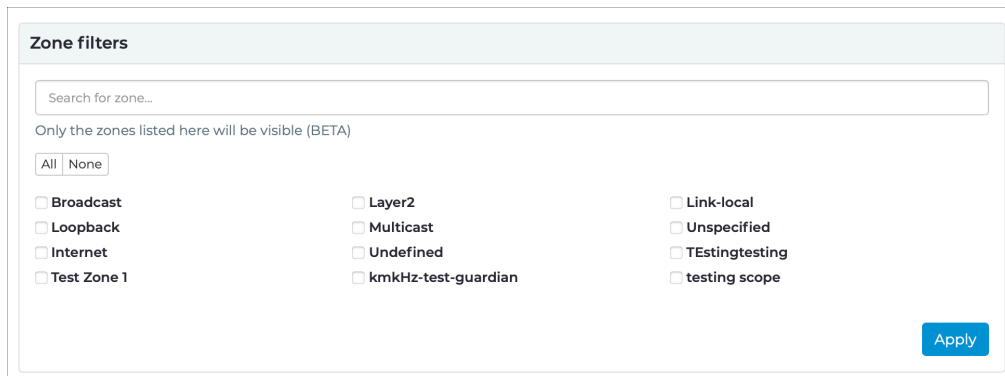 Zone filters
Search for zone...
Only the zones listed here will be visible (BETA)
All None
Broadcast Layer2 Link-local
Loopback Multicast Unspecified
Internet Undefined TEstingtesting
Test Zone 1 kmkHz-test-guardian testing scope
Apply